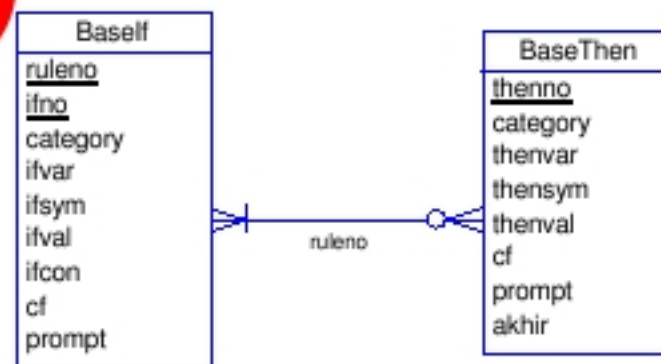 BaseIf
ruleno
ifno
category
ifvar
ifsym
ifval
ifcon
cf
prompt
ruleno
BaseThen
thenno
category
thenvar
thensym
thenval
cf
prompt
akhir